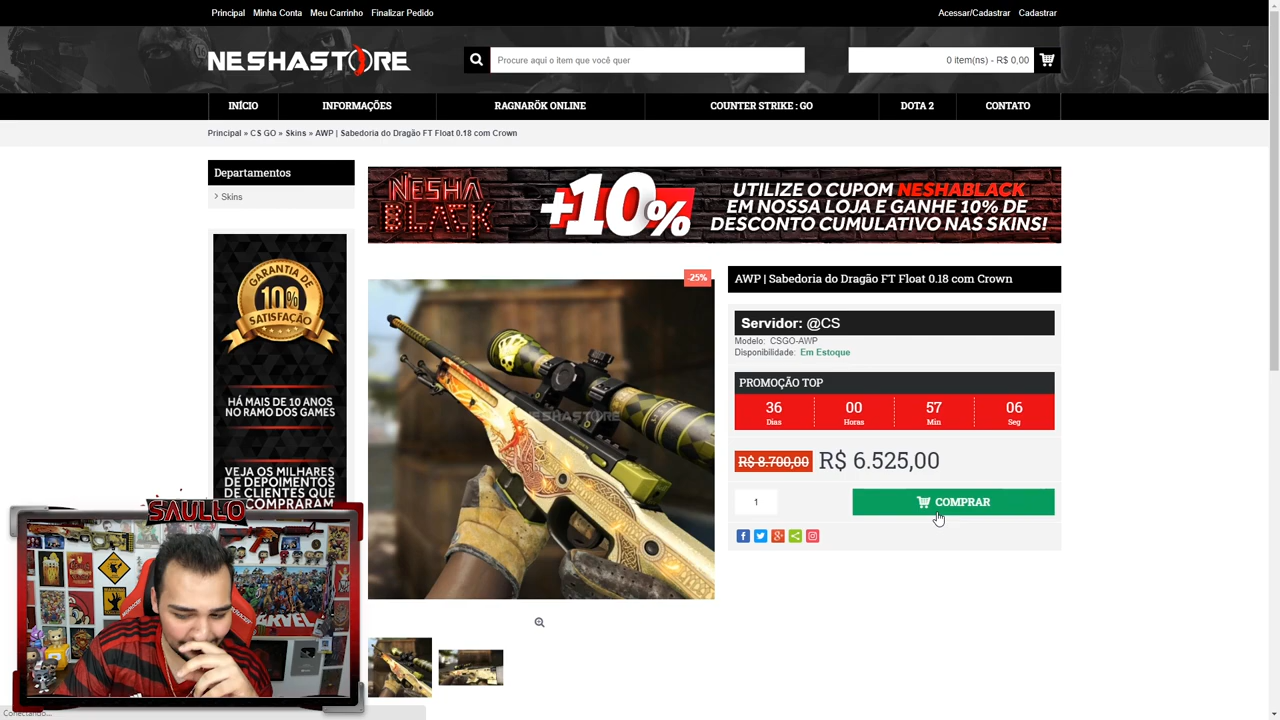 Principal Minha Conta Meu Carrinho Finalizar Pedido Acessar/Cadastrar Cadastrar
NESHASTORE
Procure aqui o item que você quer
0 item(ns) - R$ 0,00
INÍCIO INFORMAÇÕES RAGNARÖK ONLINE COUNTER STRIKE : GO DOTA 2 CONTATO
Principal » CS GO » Skins » AWP | Sabedoria do Dragão FT Float 0.18 com Crown
Departamentos
Skins
GARANTIA DE
100%
SATISFAÇÃO
HÁ MAIS DE 10 ANOS
NO RAMO DOS GAMES
VEJA OS MILHARES
DE DEPOIMENTOS
DE CLIENTES QUE
COMPRARAM
NESHA
BLACK
+10%
UTILIZE O CUPOM NESHABLACK
EM NOSSA LOJA E GANHE 10% DE
DESCONTO CUMULATIVO NAS SKINS!
-25%
NESHASTORE
AWP | Sabedoria do Dragão FT Float 0.18 com Crown
Servidor: @CS
Modelo: CSGO-AWP
Disponibilidade: Em Estoque
PROMOÇÃO TOP
36 00 57 06
Dias Horas Min Seg
R$ 8.700,00 R$ 6.525,00
1 COMPRAR
SAULLO
MARVEL
Conectando...